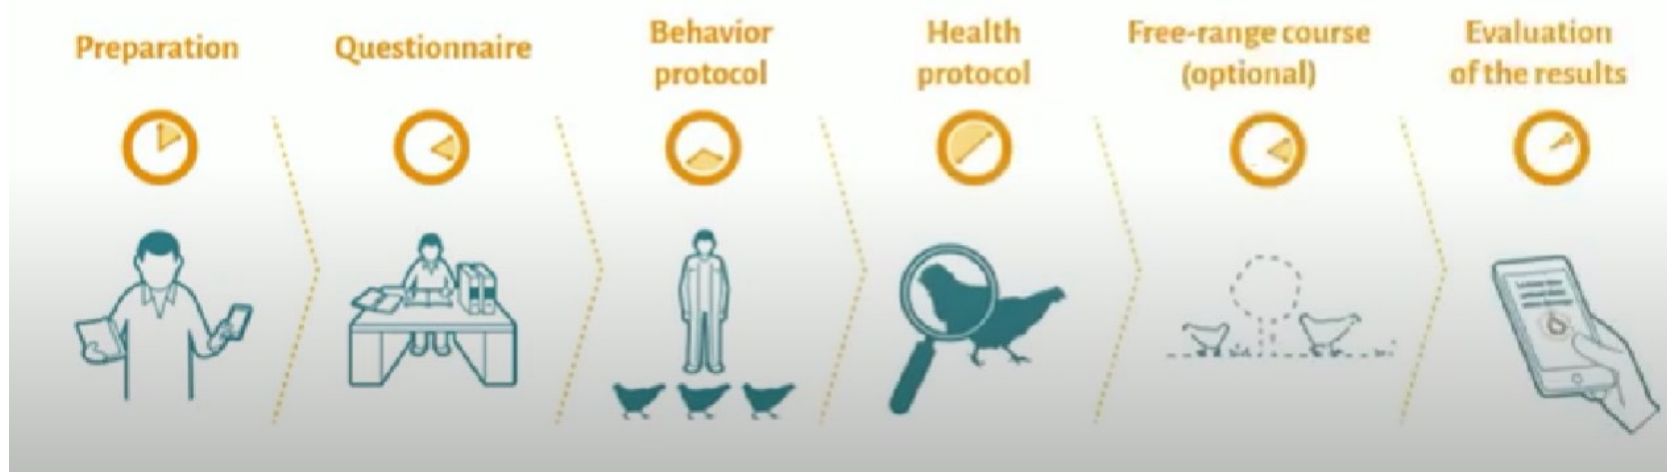 Preparation
Questionnaire
Behavior
protocol
Health
protocol
Free-range course
(optional)
Evaluation
of the results